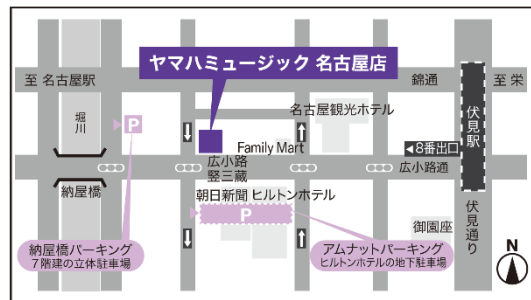 ヤマハミュージック 名古屋店
至 名古屋駅
錦通
至 栄
堀川
P
名古屋観光ホテル
伏見駅
Family Mart
◀8番出口
広小路
竪三蔵
広小路通
納屋橋
朝日新聞 ヒルトンホテル
P
伏見通り
御園座
納屋橋パーキング
7階建の立体駐車場
アムナットパーキング
ヒルトンホテルの地下駐車場
N